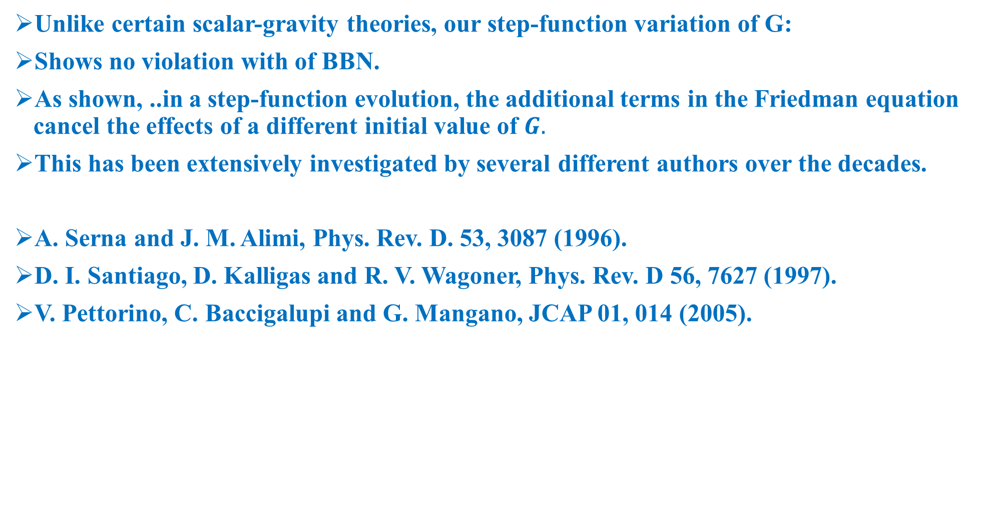 ➢Unlike certain scalar-gravity theories, our step-function variation of G:
➢Shows no violation with of BBN.
➢As shown, ..in a step-function evolution, the additional terms in the Friedman equation
cancel the effects of a different initial value of 𝑮.
➢This has been extensively investigated by several different authors over the decades.
➢A. Serna and J. M. Alimi, Phys. Rev. D. 53, 3087 (1996).
➢D. I. Santiago, D. Kalligas and R. V. Wagoner, Phys. Rev. D 56, 7627 (1997).
➢V. Pettorino, C. Baccigalupi and G. Mangano, JCAP 01, 014 (2005).